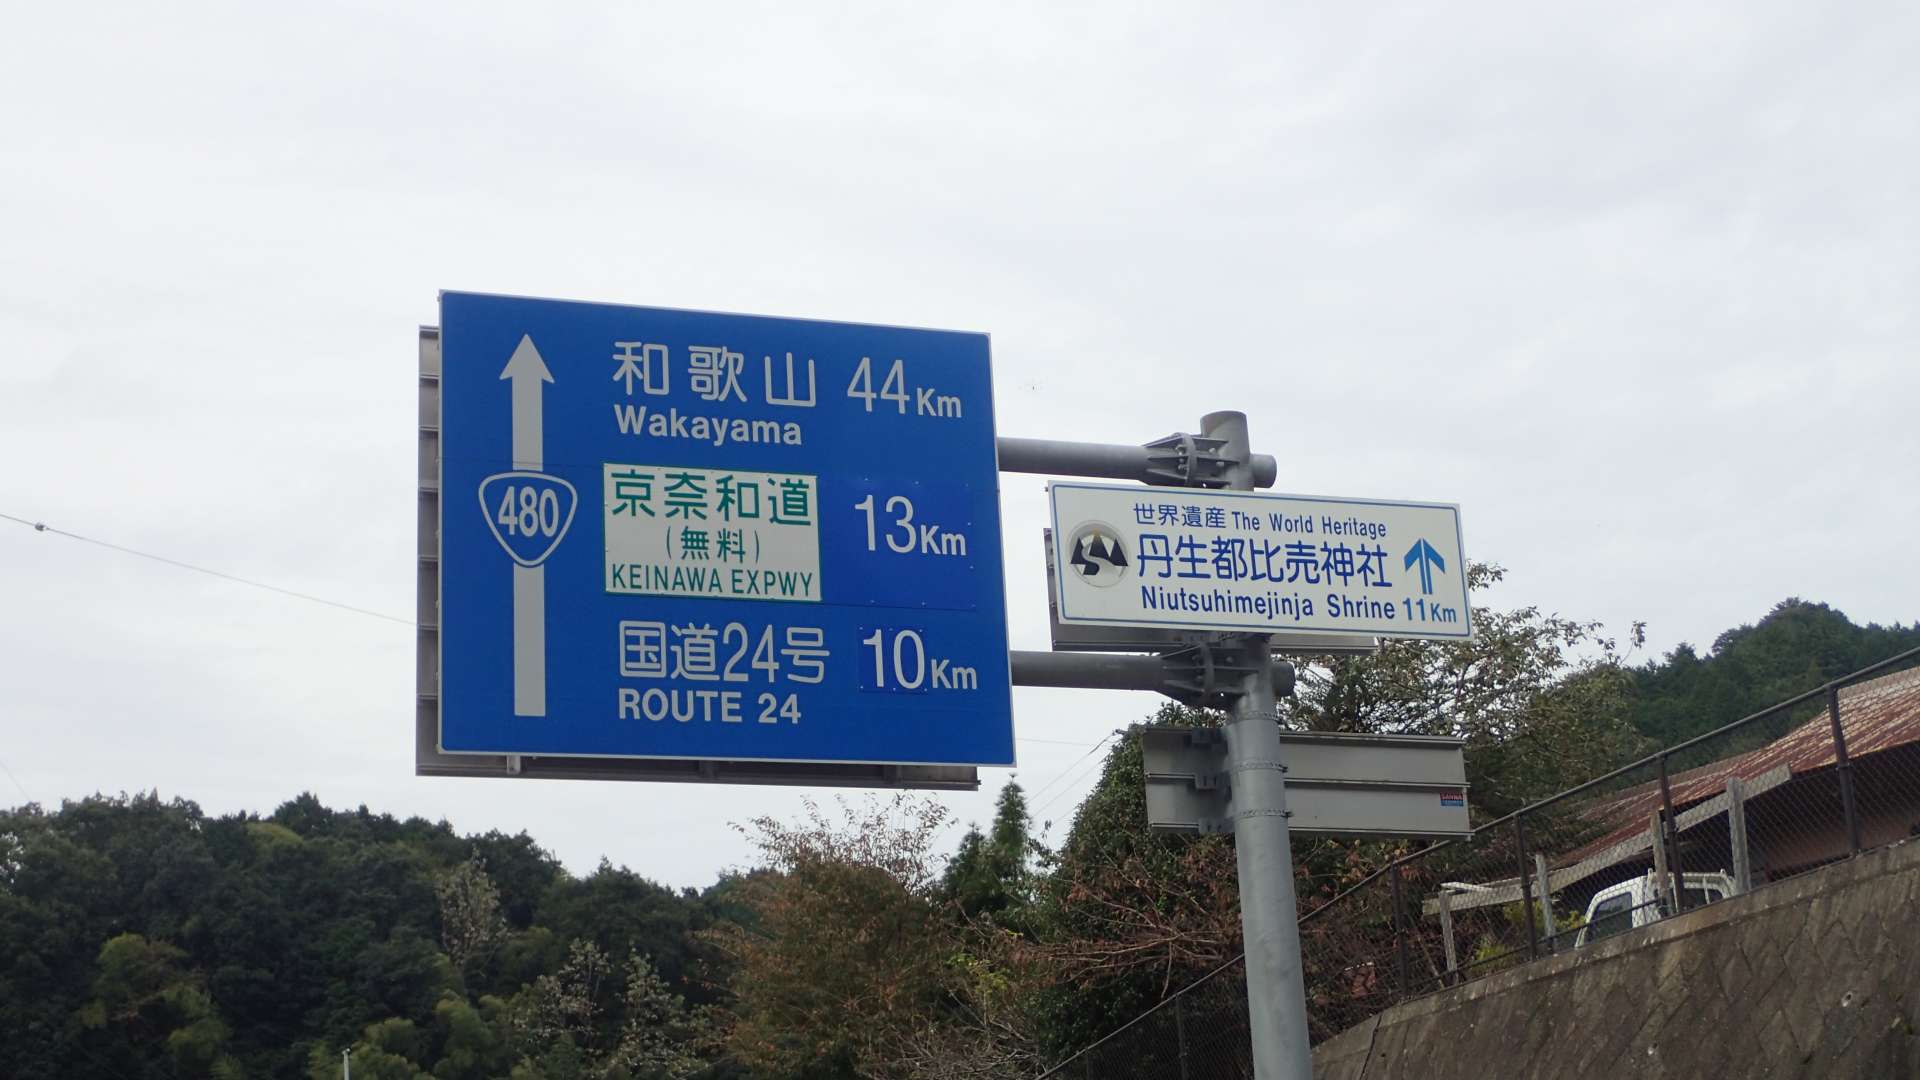 和歌山 44Km
Wakayama
480
京奈和道 13Km
(無料)
KEINAWA EXPWY
国道24号 10Km
ROUTE 24
世界遺産 The World Heritage
丹生都比売神社
Niutsuhimejinja Shrine 11Km